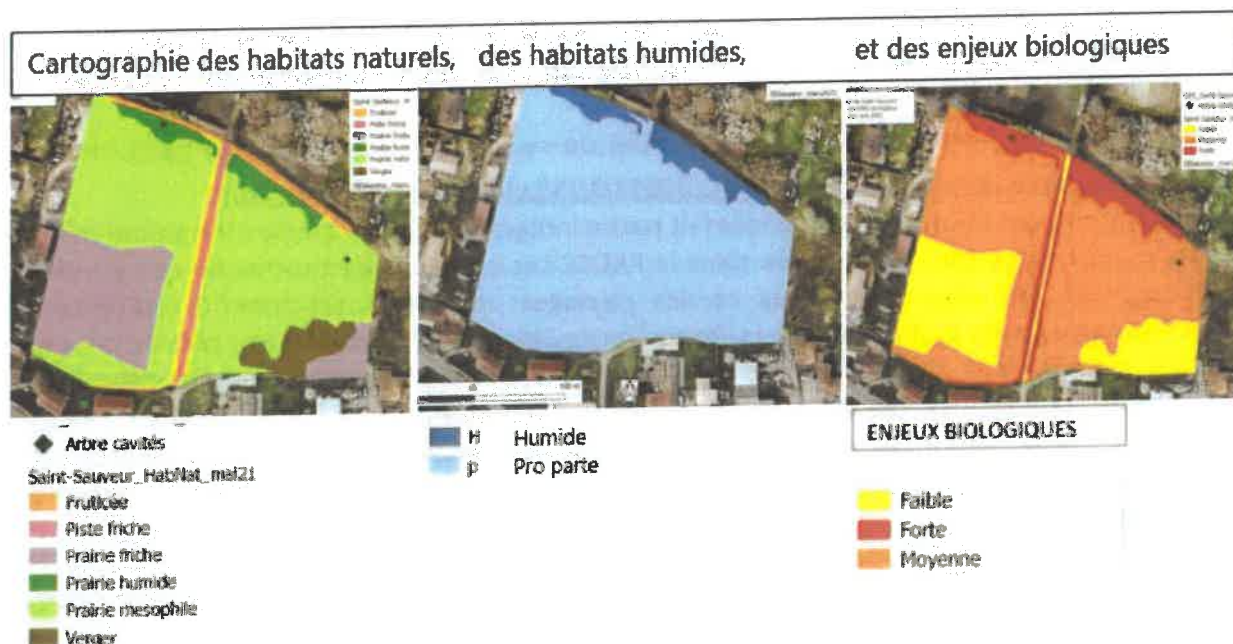 Cartographie des habitats naturels, des habitats humides, et des enjeux biologiques
Arbre cavités
Saint-Sauveur_HabNat_mai21
Fruticée
Piste friche
Prairie friche
Prairie humide
Prairie mesophile
Verger
H Humide
p Pro parte
ENJEUX BIOLOGIQUES
Faible
Forte
Moyenne